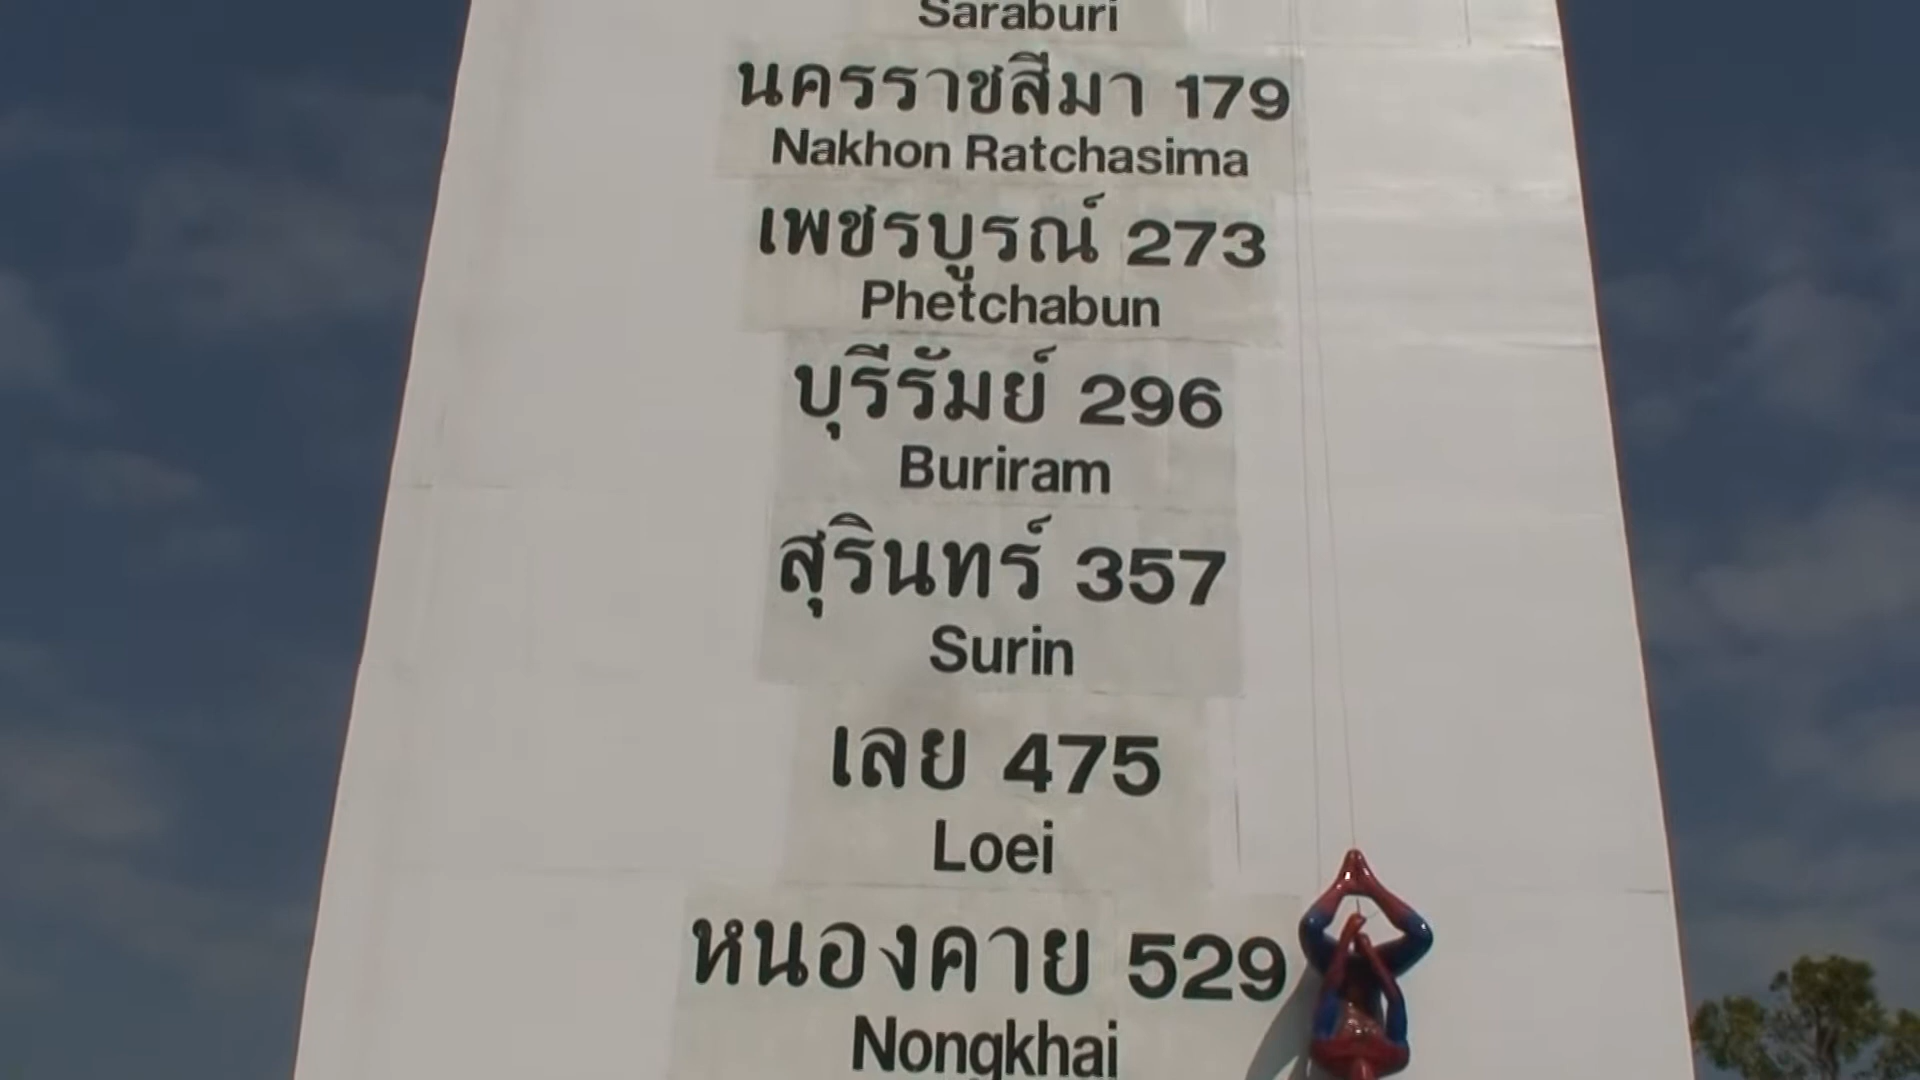 Saraburi
นครราชสีมา 179
Nakhon Ratchasima
เพชรบูรณ์ 273
Phetchabun
บุรีรัมย์ 296
Buriram
สุรินทร์ 357
Surin
เลย 475
Loei
หนองคาย 529
Nongkhai